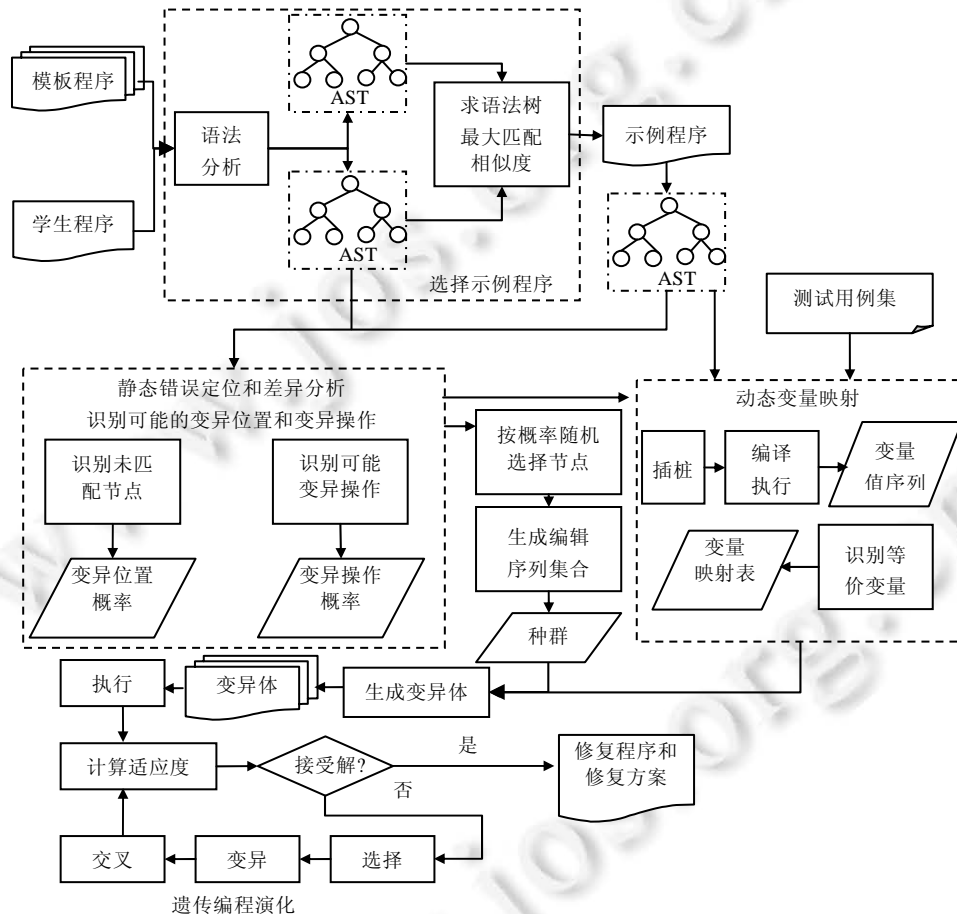 模板程序
学生程序
语法
分析
AST
AST
求语法树
最大匹配
相似度
选择示例程序
示例程序
AST
测试用例集
静态错误定位和差异分析
识别可能的变异位置和变异操作
识别未匹
配节点
识别可能
变异操作
变异位置
概率
变异操作
概率
按概率随机
选择节点
生成编辑
序列集合
种群
动态变量映射
插桩
编译
执行
变量
值序列
变量
映射表
识别等
价变量
执行
变异体
生成变异体
计算适应度
接受解?
是
否
修复程序和
修复方案
交叉
变异
选择
遗传编程演化
www.jos.org.cn
www.jos.org.cn